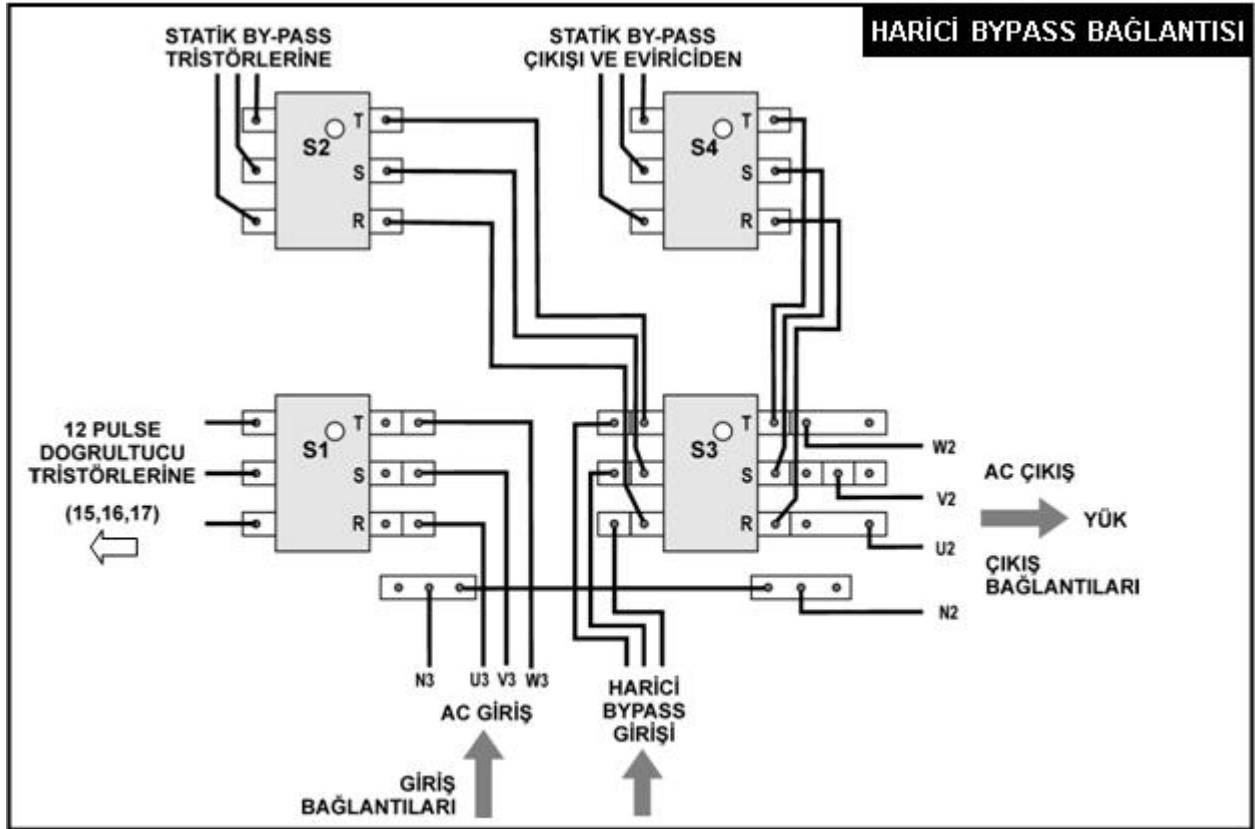 HARİCİ BYPASS BAĞLANTISI
STATİK BY-PASS
TRİSTÖRLERİNE
STATİK BY-PASS
ÇIKIŞI VE EVİRİCİDEN
S2
T
S
R
S4
T
S
R
12 PULSE
DOGRULTUCU
TRİSTÖRLERİNE
(15,16,17)
S1
T
S
R
S3
T
S
R
W2
V2
U2
N2
AC ÇIKIŞ
YÜK
ÇIKIŞ
BAĞLANTILARI
N3
U3
V3
W3
AC GİRİŞ
GİRİŞ
BAĞLANTILARI
HARİCİ
BYPASS
GİRİŞİ